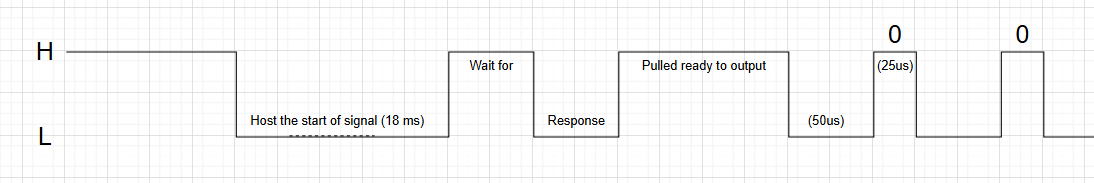 0 0
H
Wait for Pulled ready to output (25us)
Host the start of signal (18 ms) Response (50us)
L